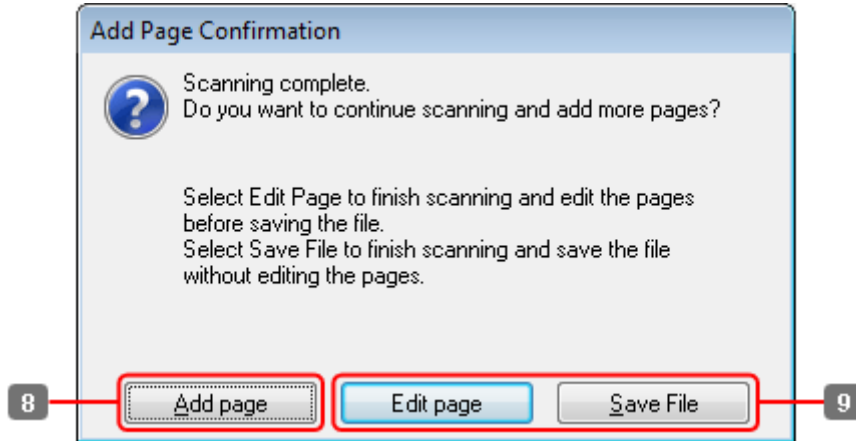 Add Page Confirmation
Scanning complete.
Do you want to continue scanning and add more pages?
Select Edit Page to finish scanning and edit the pages
before saving the file.
Select Save File to finish scanning and save the file
without editing the pages.
8 Add page Edit page Save File 9